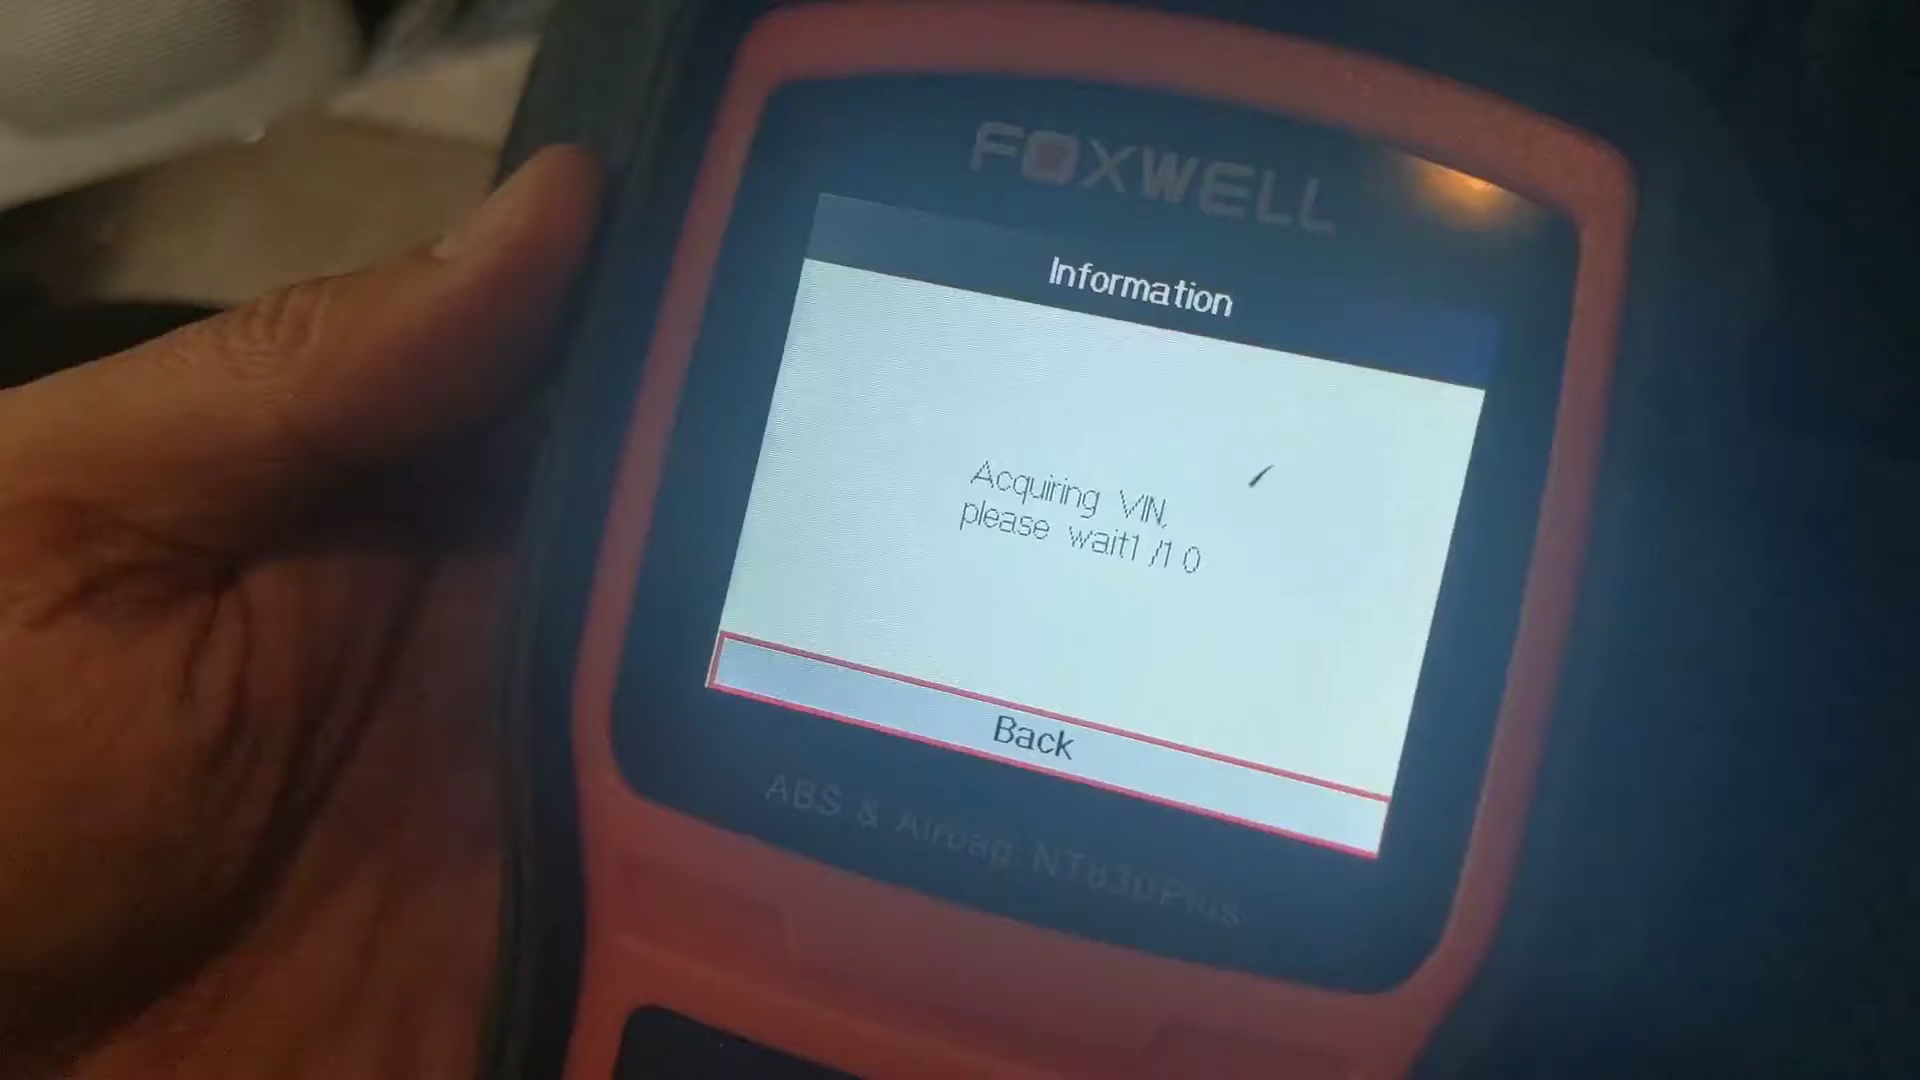 FOXWELL
Information
Acquiring VIN,
please wait1/10
Back
ABS & Airbag NT630Plus